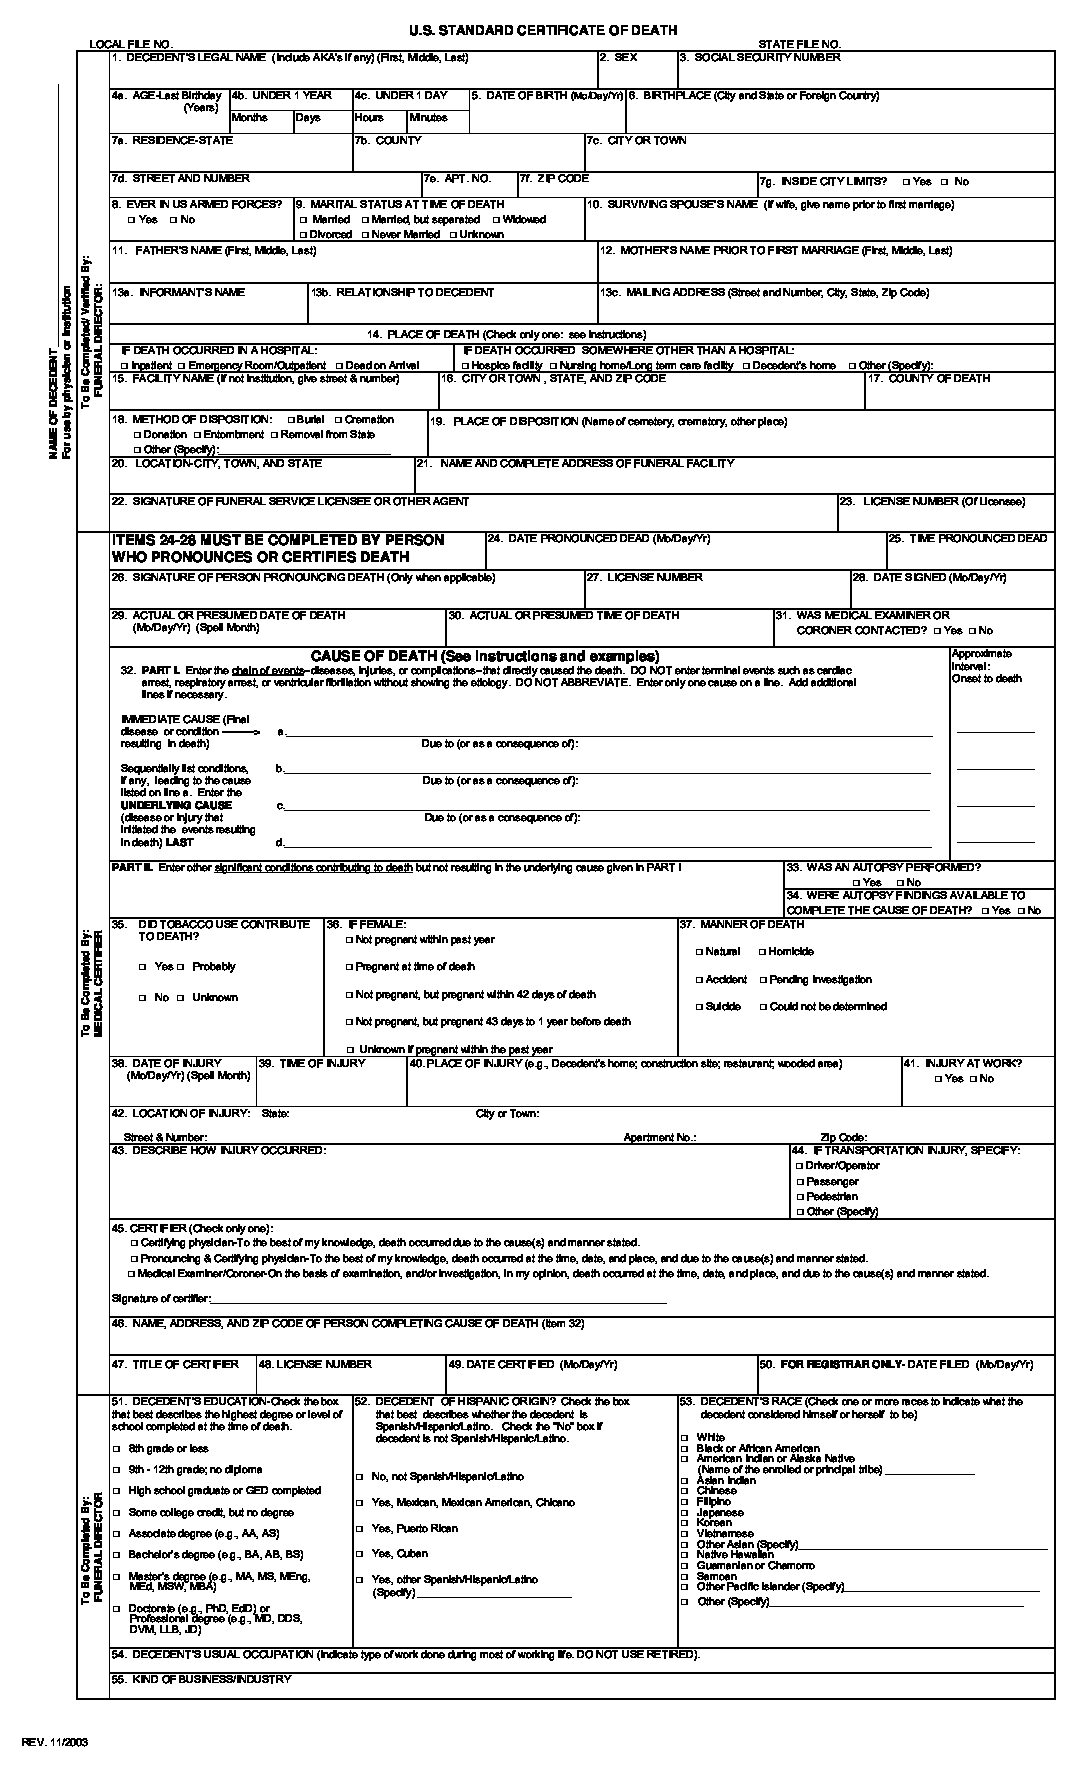 U.S. STANDARD CERTIFICATE OF DEATH
LOCAL FILE NO. STATE FILE NO.
NAME OF DECEDENT
For use by physician or institution
To Be Completed/ Verified By:
FUNERAL DIRECTOR:
1. DECEDENT'S LEGAL NAME (Include AKA's if any) (First, Middle, Last) 2. SEX 3. SOCIAL SECURITY NUMBER
4a. AGE-Last Birthday 4b. UNDER 1 YEAR 4c. UNDER 1 DAY 5. DATE OF BIRTH (Mo/Day/Yr) 6. BIRTHPLACE (City and State or Foreign Country)
(Years)
Months Days Hours Minutes
7a. RESIDENCE-STATE 7b. COUNTY 7c. CITY OR TOWN
7d. STREET AND NUMBER 7e. APT. NO. 7f. ZIP CODE 7g. INSIDE CITY LIMITS? □ Yes □ No
8. EVER IN US ARMED FORCES? 9. MARITAL STATUS AT TIME OF DEATH 10. SURVIVING SPOUSE'S NAME (If wife, give name prior to first marriage)
□ Yes □ No □ Married □ Married, but separated □ Widowed
□ Divorced □ Never Married □ Unknown
11. FATHER'S NAME (First, Middle, Last) 12. MOTHER'S NAME PRIOR TO FIRST MARRIAGE (First, Middle, Last)
13a. INFORMANT'S NAME 13b. RELATIONSHIP TO DECEDENT 13c. MAILING ADDRESS (Street and Number, City, State, Zip Code)
14. PLACE OF DEATH (Check only one: see instructions)
IF DEATH OCCURRED IN A HOSPITAL: IF DEATH OCCURRED SOMEWHERE OTHER THAN A HOSPITAL:
□ Inpatient □ Emergency Room/Outpatient □ Dead on Arrival □ Hospice facility □ Nursing home/Long term care facility □ Decedent's home □ Other (Specify):
15. FACILITY NAME (If not institution, give street & number) 16. CITY OR TOWN , STATE, AND ZIP CODE 17. COUNTY OF DEATH
18. METHOD OF DISPOSITION: □ Burial □ Cremation 19. PLACE OF DISPOSITION (Name of cemetery, crematory, other place)
□ Donation □ Entombment □ Removal from State
□ Other (Specify):
20. LOCATION-CITY, TOWN, AND STATE 21. NAME AND COMPLETE ADDRESS OF FUNERAL FACILITY
22. SIGNATURE OF FUNERAL SERVICE LICENSEE OR OTHER AGENT 23. LICENSE NUMBER (Of Licensee)
To Be Completed By:
MEDICAL CERTIFIER
ITEMS 24-28 MUST BE COMPLETED BY PERSON 24. DATE PRONOUNCED DEAD (Mo/Day/Yr) 25. TIME PRONOUNCED DEAD
WHO PRONOUNCES OR CERTIFIES DEATH
26. SIGNATURE OF PERSON PRONOUNCING DEATH (Only when applicable) 27. LICENSE NUMBER 28. DATE SIGNED (Mo/Day/Yr)
29. ACTUAL OR PRESUMED DATE OF DEATH 30. ACTUAL OR PRESUMED TIME OF DEATH 31. WAS MEDICAL EXAMINER OR
(Mo/Day/Yr) (Spell Month) CORONER CONTACTED? □ Yes □ No
CAUSE OF DEATH (See instructions and examples) Approximate
interval:
Onset to death
32. PART I. Enter the chain of events--diseases, injuries, or complications--that directly caused the death. DO NOT enter terminal events such as cardiac
arrest, respiratory arrest, or ventricular fibrillation without showing the etiology. DO NOT ABBREVIATE. Enter only one cause on a line. Add additional
lines if necessary.
IMMEDIATE CAUSE (Final
disease or condition ---------> a.
resulting in death) Due to (or as a consequence of):
Sequentially list conditions, b.
if any, leading to the cause Due to (or as a consequence of):
listed on line a. Enter the
UNDERLYING CAUSE c.
(disease or injury that Due to (or as a consequence of):
initiated the events resulting
in death) LAST d.
PART II. Enter other significant conditions contributing to death but not resulting in the underlying cause given in PART I 33. WAS AN AUTOPSY PERFORMED?
□ Yes □ No
34. WERE AUTOPSY FINDINGS AVAILABLE TO
COMPLETE THE CAUSE OF DEATH? □ Yes □ No
35. DID TOBACCO USE CONTRIBUTE
TO DEATH?
□ Yes □ Probably
□ No □ Unknown
36. IF FEMALE:
□ Not pregnant within past year
□ Pregnant at time of death
□ Not pregnant, but pregnant within 42 days of death
□ Not pregnant, but pregnant 43 days to 1 year before death
□ Unknown if pregnant within the past year
37. MANNER OF DEATH
□ Natural □ Homicide
□ Accident □ Pending Investigation
□ Suicide □ Could not be determined
38. DATE OF INJURY 39. TIME OF INJURY 40. PLACE OF INJURY (e.g., Decedent's home; construction site; restaurant; wooded area) 41. INJURY AT WORK?
(Mo/Day/Yr) (Spell Month) □ Yes □ No
42. LOCATION OF INJURY: State: City or Town:
Street & Number: Apartment No.: Zip Code:
43. DESCRIBE HOW INJURY OCCURRED: 44. IF TRANSPORTATION INJURY, SPECIFY:
□ Driver/Operator
□ Passenger
□ Pedestrian
□ Other (Specify)
45. CERTIFIER (Check only one):
□ Certifying physician-To the best of my knowledge, death occurred due to the cause(s) and manner stated.
□ Pronouncing & Certifying physician-To the best of my knowledge, death occurred at the time, date, and place, and due to the cause(s) and manner stated.
□ Medical Examiner/Coroner-On the basis of examination, and/or investigation, in my opinion, death occurred at the time, date, and place, and due to the cause(s) and manner stated.
Signature of certifier:
46. NAME, ADDRESS, AND ZIP CODE OF PERSON COMPLETING CAUSE OF DEATH (Item 32)
47. TITLE OF CERTIFIER 48. LICENSE NUMBER 49. DATE CERTIFIED (Mo/Day/Yr) 50. FOR REGISTRAR ONLY- DATE FILED (Mo/Day/Yr)
To Be Completed By:
FUNERAL DIRECTOR
51. DECEDENT'S EDUCATION-Check the box
that best describes the highest degree or level of
school completed at the time of death.
□ 8th grade or less
□ 9th - 12th grade; no diploma
□ High school graduate or GED completed
□ Some college credit, but no degree
□ Associate degree (e.g., AA, AS)
□ Bachelor's degree (e.g., BA, AB, BS)
□ Master's degree (e.g., MA, MS, MEng,
MEd, MSW, MBA)
□ Doctorate (e.g., PhD, EdD) or
Professional degree (e.g., MD, DDS,
DVM, LLB, JD)
52. DECEDENT OF HISPANIC ORIGIN? Check the box
that best describes whether the decedent is
Spanish/Hispanic/Latino. Check the "No" box if
decedent is not Spanish/Hispanic/Latino.
□ No, not Spanish/Hispanic/Latino
□ Yes, Mexican, Mexican American, Chicano
□ Yes, Puerto Rican
□ Yes, Cuban
□ Yes, other Spanish/Hispanic/Latino
(Specify)
53. DECEDENT'S RACE (Check one or more races to indicate what the
decedent considered himself or herself to be)
□ White
□ Black or African American
□ American Indian or Alaska Native
(Name of the enrolled or principal tribe)
□ Asian Indian
□ Chinese
□ Filipino
□ Japanese
□ Korean
□ Vietnamese
□ Other Asian (Specify)
□ Native Hawaiian
□ Guamanian or Chamorro
□ Samoan
□ Other Pacific Islander (Specify)
□ Other (Specify)
54. DECEDENT'S USUAL OCCUPATION (Indicate type of work done during most of working life. DO NOT USE RETIRED).
55. KIND OF BUSINESS/INDUSTRY
REV. 11/2003